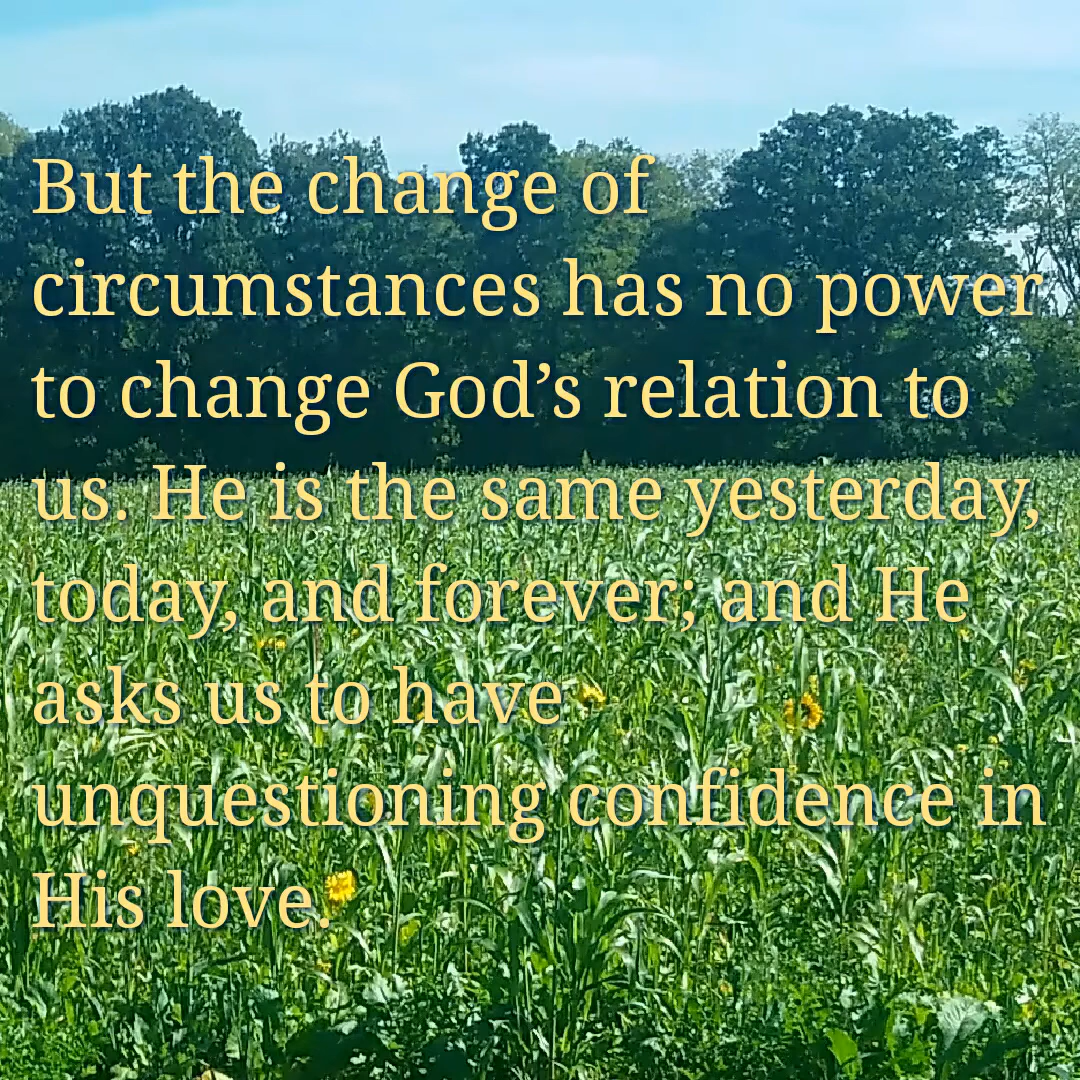 But the change of
circumstances has no power
to change God’s relation to
us. He is the same yesterday,
today, and forever; and He
asks us to have
unquestioning confidence in
His love.